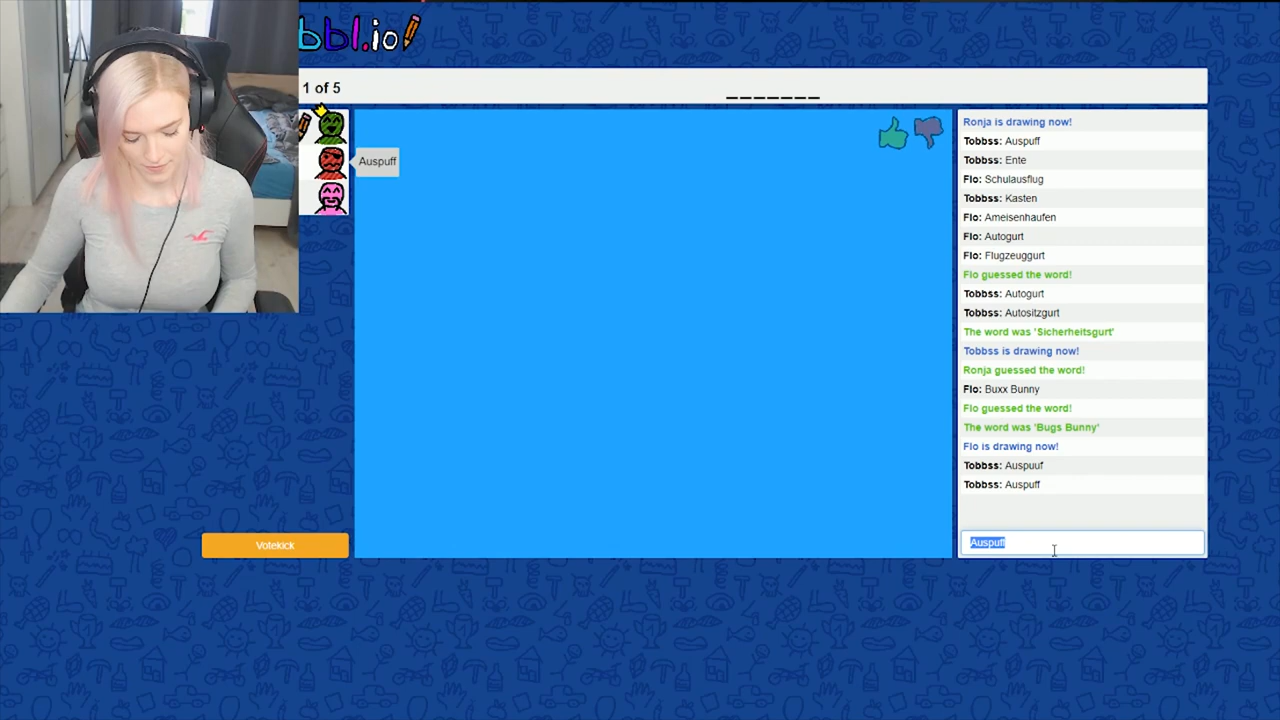 bbl.io
1 of 5
_______
Auspuff
Ronja is drawing now!
Tobbss: Auspuff
Tobbss: Ente
Flo: Schulausflug
Tobbss: Kasten
Flo: Ameisenhaufen
Flo: Autogurt
Flo: Flugzeuggurt
Flo guessed the word!
Tobbss: Autogurt
Tobbss: Autositzgurt
The word was 'Sicherheitsgurt'
Tobbss is drawing now!
Ronja guessed the word!
Flo: Buxx Bunny
Flo guessed the word!
The word was 'Bugs Bunny'
Flo is drawing now!
Tobbss: Auspuuf
Tobbss: Auspuff
Auspuff
Votekick